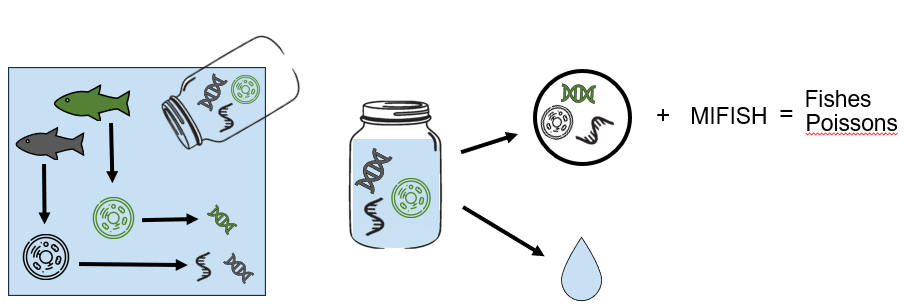 + MIFISH = Fishes
Poissons